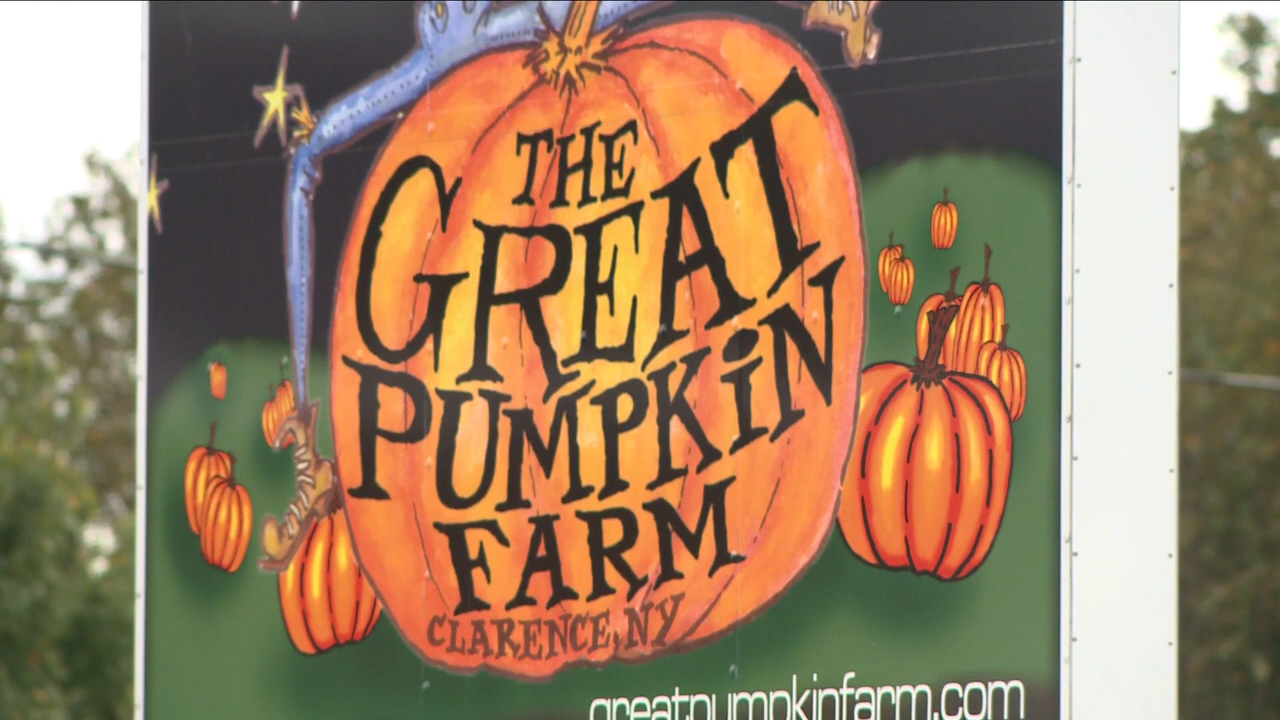 THE
GREAT
PUMPKiN
FARM
CLARENCE, NY
greatpumpkinfarm.com